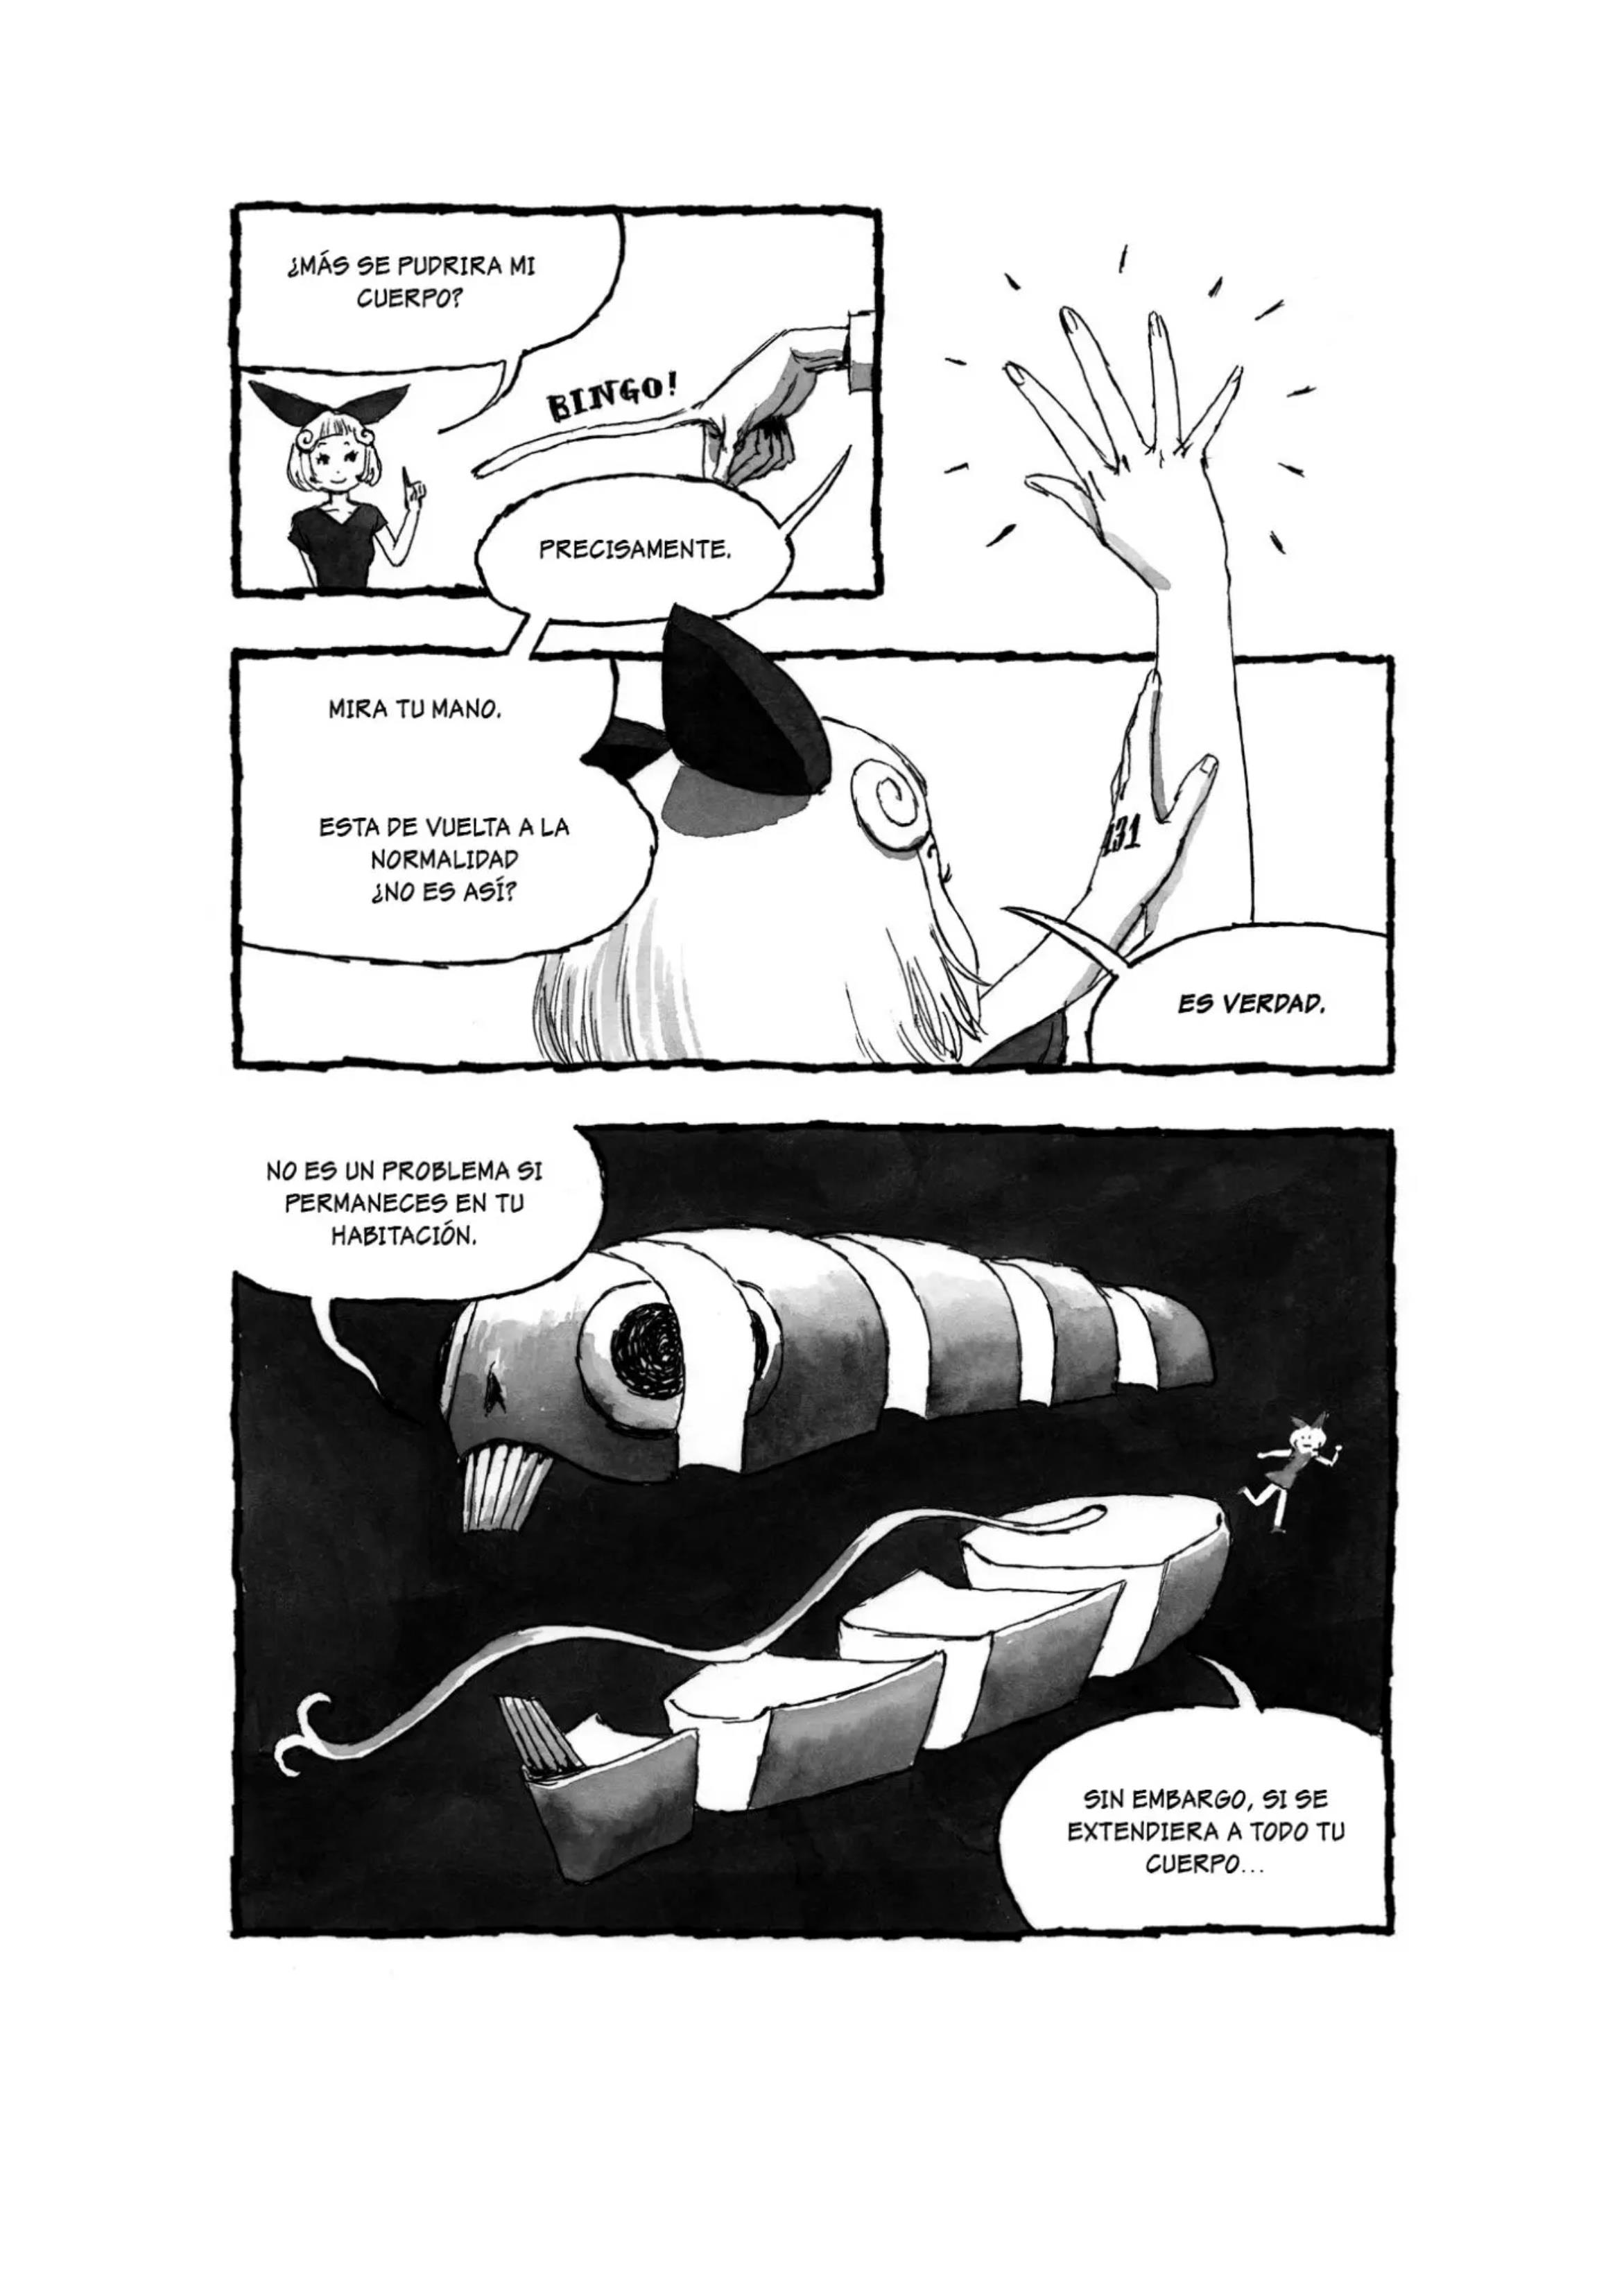 ¿MÁS SE PUDRIRA MI
CUERPO?
BINGO!
PRECISAMENTE.
MIRA TU MANO.
ESTA DE VUELTA A LA
NORMALIDAD
¿NO ES ASÍ?
131
ES VERDAD.
NO ES UN PROBLEMA SI
PERMANECES EN TU
HABITACIÓN.
SIN EMBARGO, SI SE
EXTENDIERA A TODO TU
CUERPO...